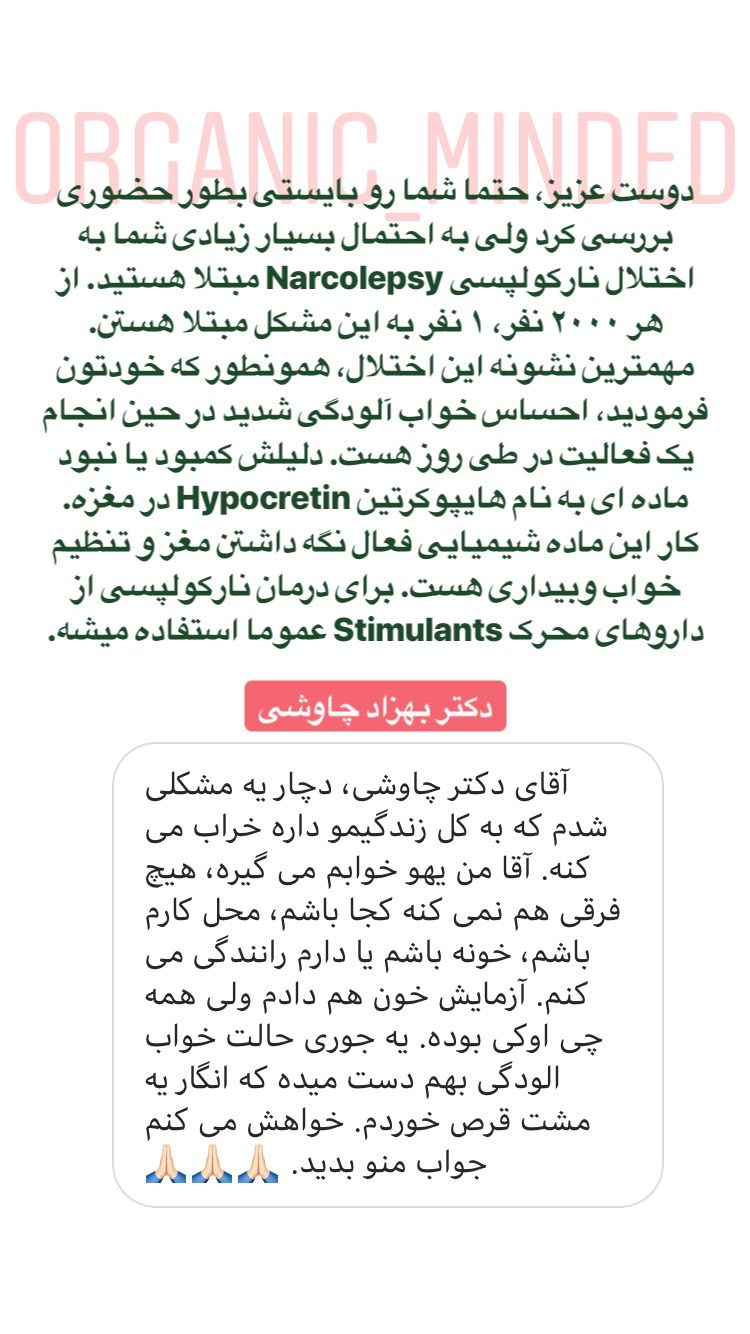 ORGANIC_MINDED
دوست عزیز، حتما شما رو بایستی بطور حضوری
بررسی کرد ولی به احتمال بسیار زیادی شما به
اختلال نارکولپسی Narcolepsy مبتلا هستید. از
هر ۲۰۰۰ نفر، ۱ نفر به این مشکل مبتلا هستن.
مهمترین نشونه این اختلال، همونطور که خودتون
فرمودید، احساس خواب آلودگی شدید در حین انجام
یک فعالیت در طی روز هست. دلیلش کمبود یا نبود
ماده ای به نام هایپوکرتین Hypocretin در مغزه.
کار این ماده شیمیایی فعال نگه داشتن مغز و تنظیم
خواب وبیداری هست. برای درمان نارکولپسی از
داروهای محرک Stimulants عموما استفاده میشه.
دکتر بهزاد چاوشی
آقای دکتر چاوشی، دچار یه مشکلی
شدم که به کل زندگیمو داره خراب می
کنه. آقا من یهو خوابم می گیره، هیچ
فرقی هم نمی کنه کجا باشم، محل کارم
باشم، خونه باشم یا دارم رانندگی می
کنم. آزمایش خون هم دادم ولی همه
چی اوکی بوده. یه جوری حالت خواب
الودگی بهم دست میده که انگار یه
مشت قرص خوردم. خواهش می کنم
جواب منو بدید. 🙏🏻🙏🏻🙏🏻